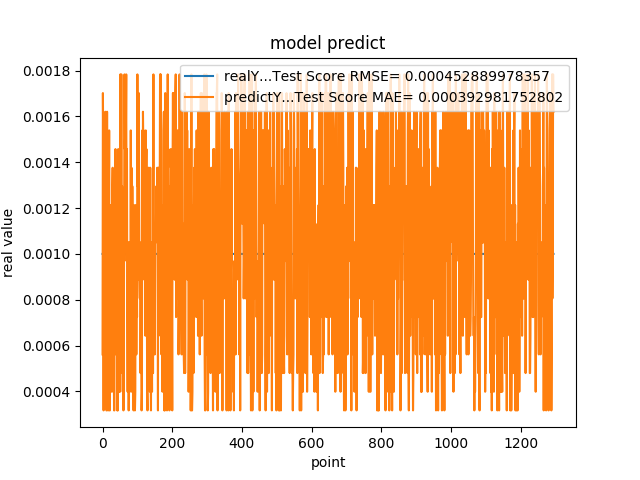 model predict
realY...Test Score RMSE= 0.000452889978357
predictY...Test Score MAE= 0.000392981752802
real value
0.0018
0.0016
0.0014
0.0012
0.0010
0.0008
0.0006
0.0004
0 200 400 600 800 1000 1200
point